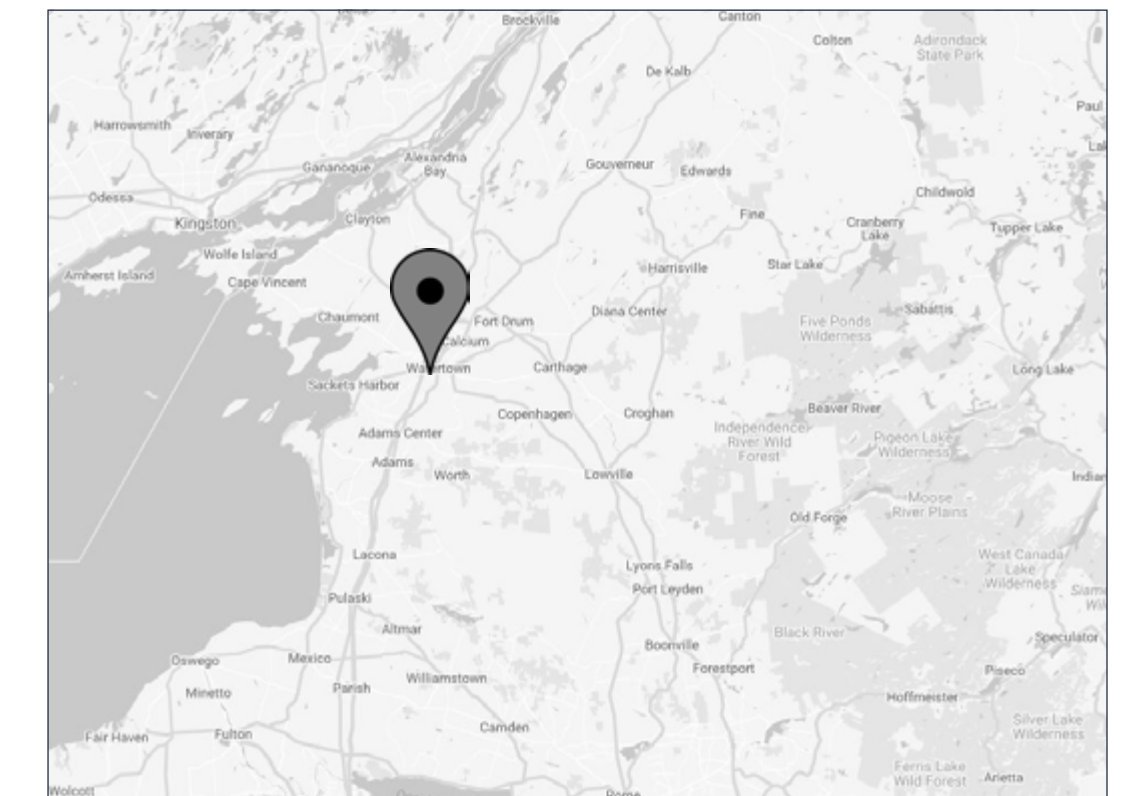 Brockville
Canton
Colton
Adirondack
State Park
De Kalb
Paul
Harrowsmith
Inverary
Gananoque
Alexandria
Bay
Gouverneur
Edwards
Odessa
Childwold
Kingston
Clayton
Fine
Cranberry
Lake
Tupper Lake
Wolfe Island
Amherst Island
Cape Vincent
Harrisville
Star Lake
Chaumont
Fort Drum
Diana Center
Five Ponds
Wilderness
Sabattis
Calcium
Watertown
Carthage
Long Lake
Sackets Harbor
Copenhagen
Croghan
Beaver River
Independence
River Wild
Forest
Pigeon Lake
Wilderness
Adams Center
Adams
Worth
Lowville
Indian
Moose
River Plains
Old Forge
Lacona
Lyons Falls
West Canada
Lake
Wilderness
Port Leyden
Pulaski
Altmar
Black River
Speculator
Boonville
Oswego
Mexico
Forestport
Piseco
Minetto
Parish
Williamstown
Hoffmeister
Silver Lake
Wilderness
Camden
Fair Haven
Fulton
Ferris Lake
Wild Forest
Arietta
Wolcott
Rome